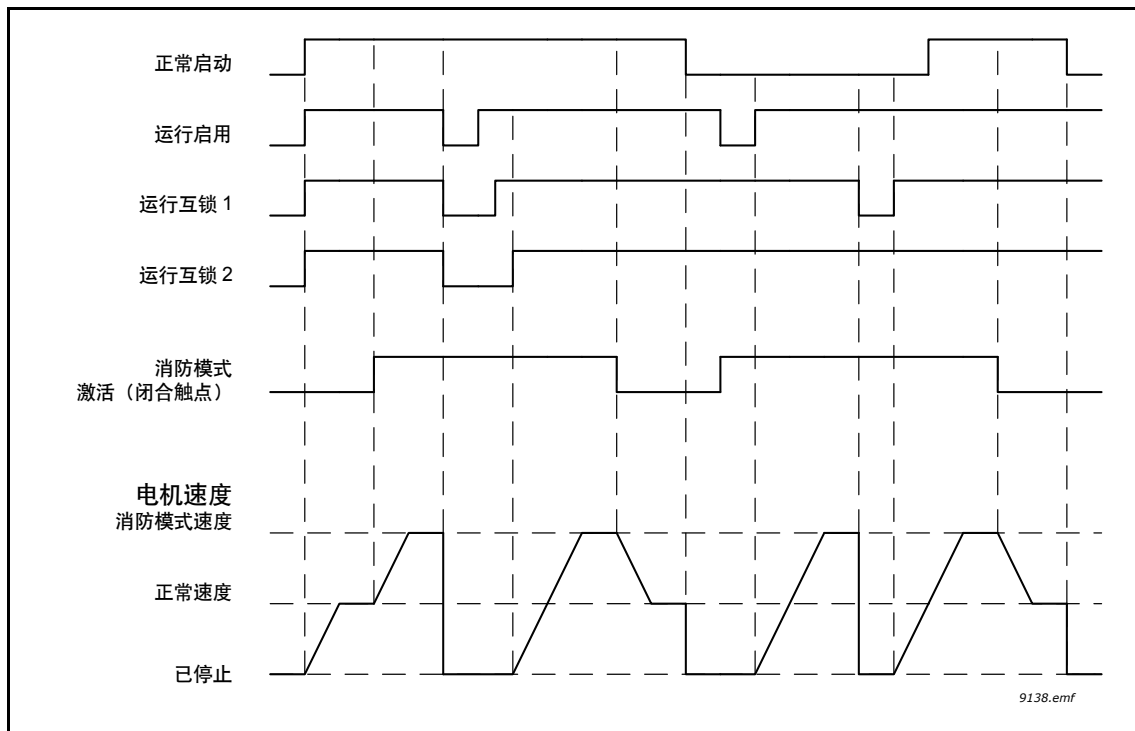 正常启动
运行启用
运行互锁 1
运行互锁 2
消防模式
激活（闭合触点）
电机速度
消防模式速度
正常速度
已停止
9138.emf